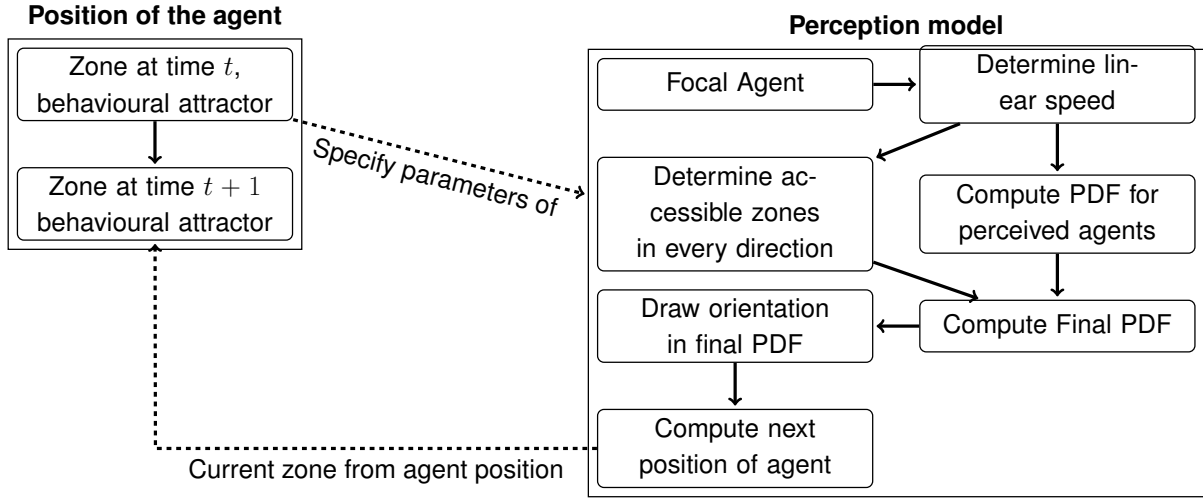 Position of the agent
Zone at time t,
behavioural attractor
Zone at time t + 1
behavioural attractor
Specify parameters of
Current zone from agent position
Perception model
Focal Agent
Determine lin-
ear speed
Determine ac-
cessible zones
in every direction
Compute PDF for
perceived agents
Draw orientation
in final PDF
Compute Final PDF
Compute next
position of agent